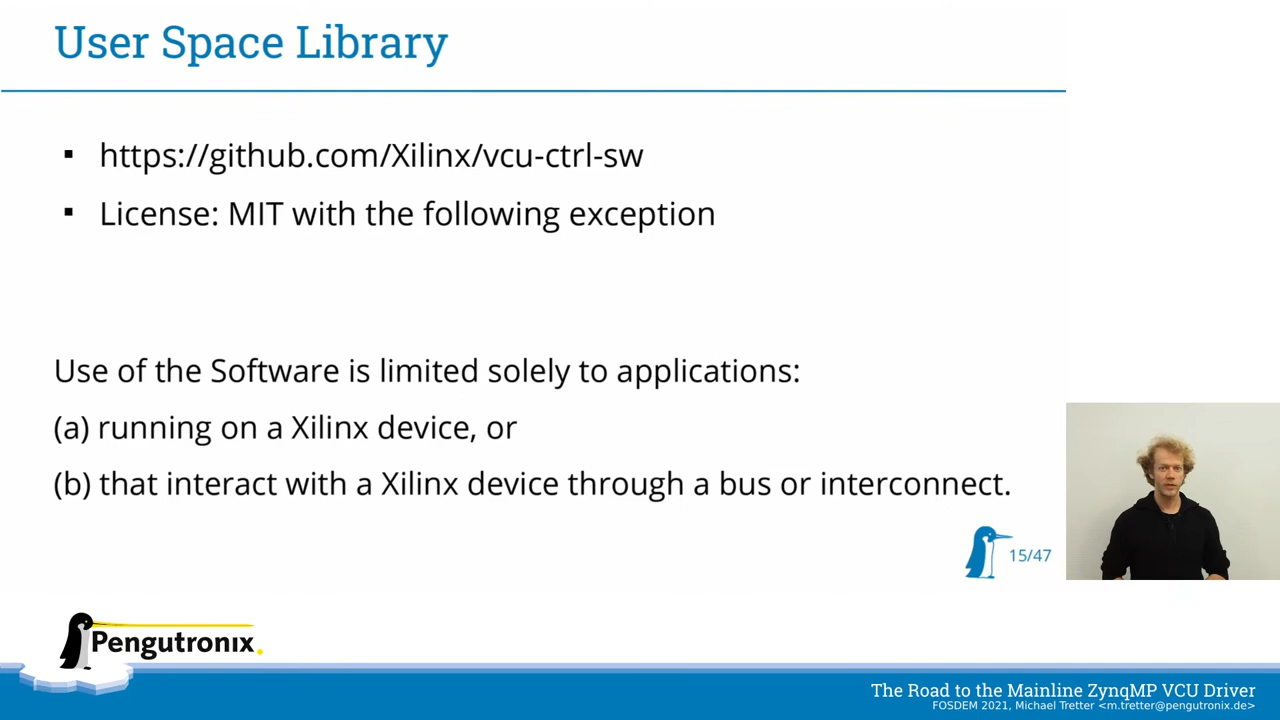 User Space Library
▪ https://github.com/Xilinx/vcu-ctrl-sw
▪ License: MIT with the following exception
Use of the Software is limited solely to applications:
(a) running on a Xilinx device, or
(b) that interact with a Xilinx device through a bus or interconnect.
15/47
Pengutronix
The Road to the Mainline ZynqMP VCU Driver
FOSDEM 2021, Michael Tretter <m.tretter@pengutronix.de>